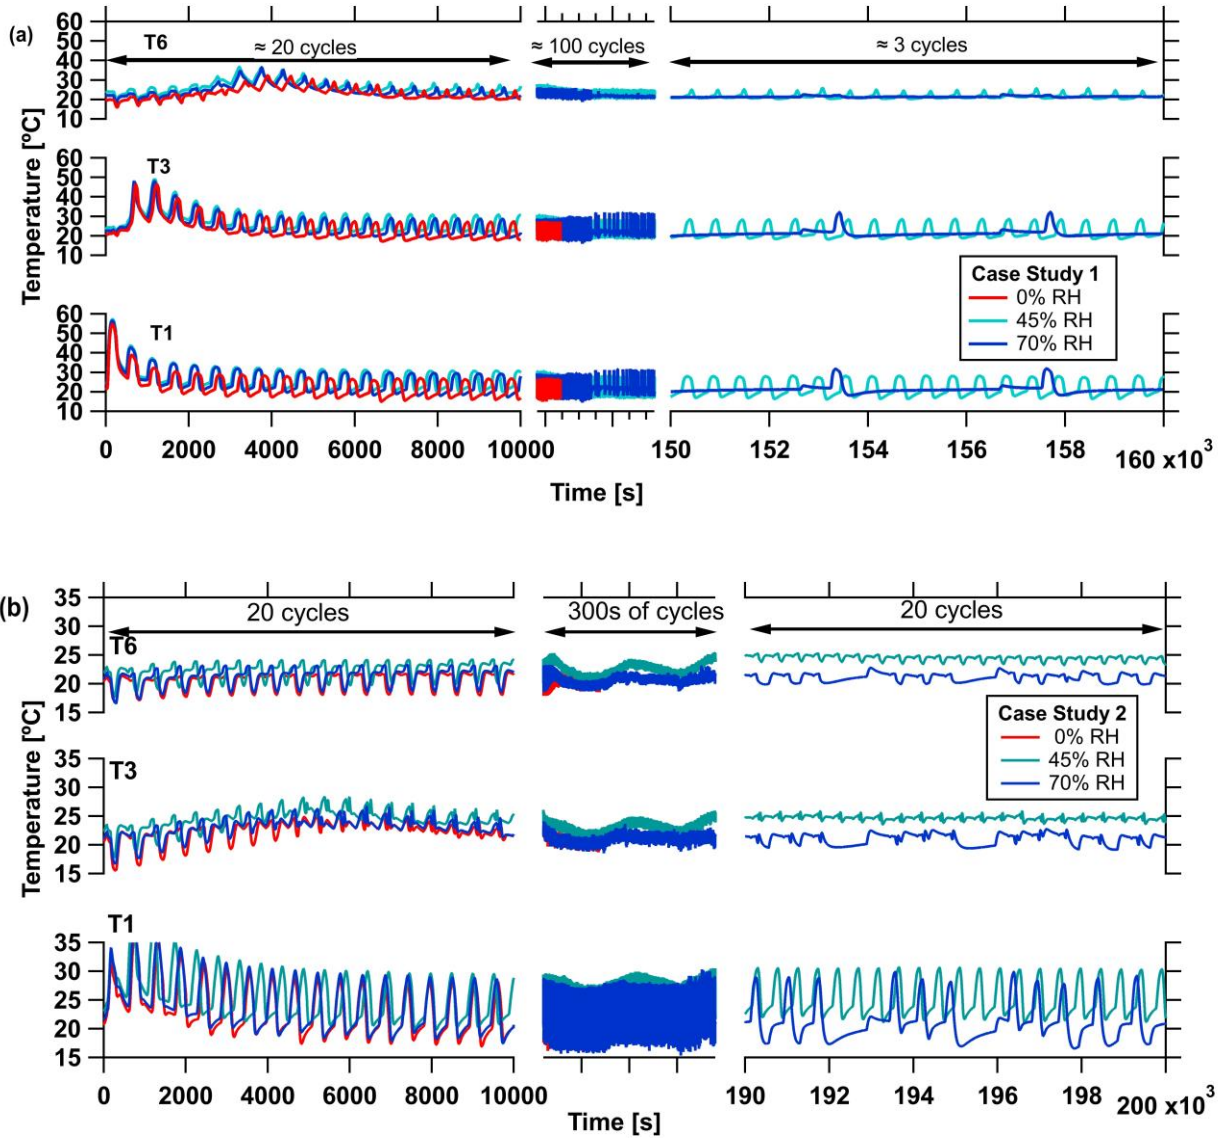 (a)
Temperature [ºC]
60
50
40
30
20
10
T6
≈ 20 cycles
≈ 100 cycles
≈ 3 cycles
60
50
40
30
20
10
T3
60
50
40
30
20
10
T1
Case Study 1
0% RH
45% RH
70% RH
0 2000 4000 6000 8000 10000 150 152 154 156 158 160 x10³
Time [s]
(b)
Temperature [ºC]
35
30
25
20
15
T6
20 cycles
300s of cycles
20 cycles
35
30
25
20
15
T3
Case Study 2
0% RH
45% RH
70% RH
T1
35
30
25
20
15
0 2000 4000 6000 8000 10000 190 192 194 196 198 200 x10³
Time [s]